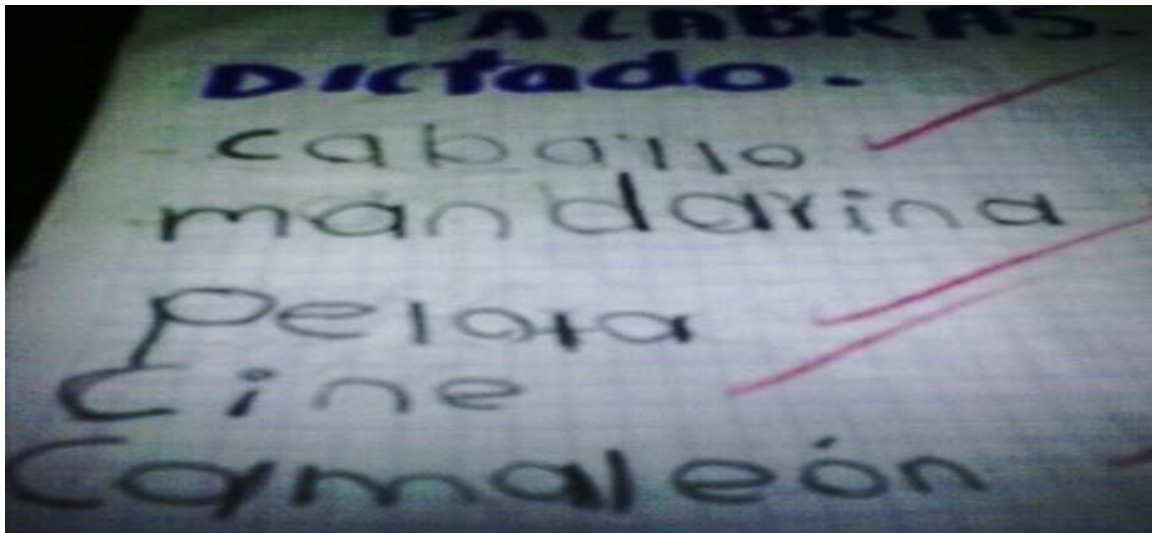 PALABRAS.
Dictado.
caballo
mandarina
Pelota
Cine
Camaleón